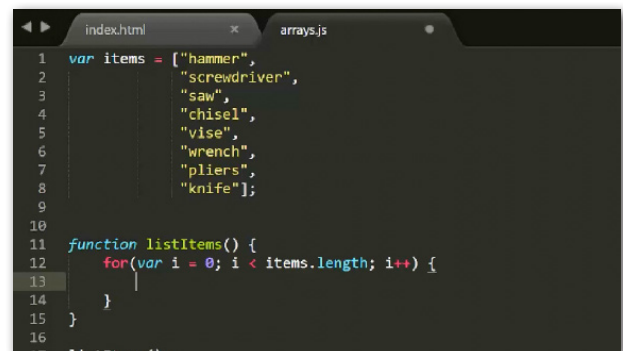 index.html × arrays.js
1 var items = ["hammer",
2 "screwdriver",
3 "saw",
4 "chisel",
5 "vise",
6 "wrench",
7 "pliers",
8 "knife"];
9
10
11 function listItems() {
12 for(var i = 0; i < items.length; i++) {
13
14 }
15 }
16